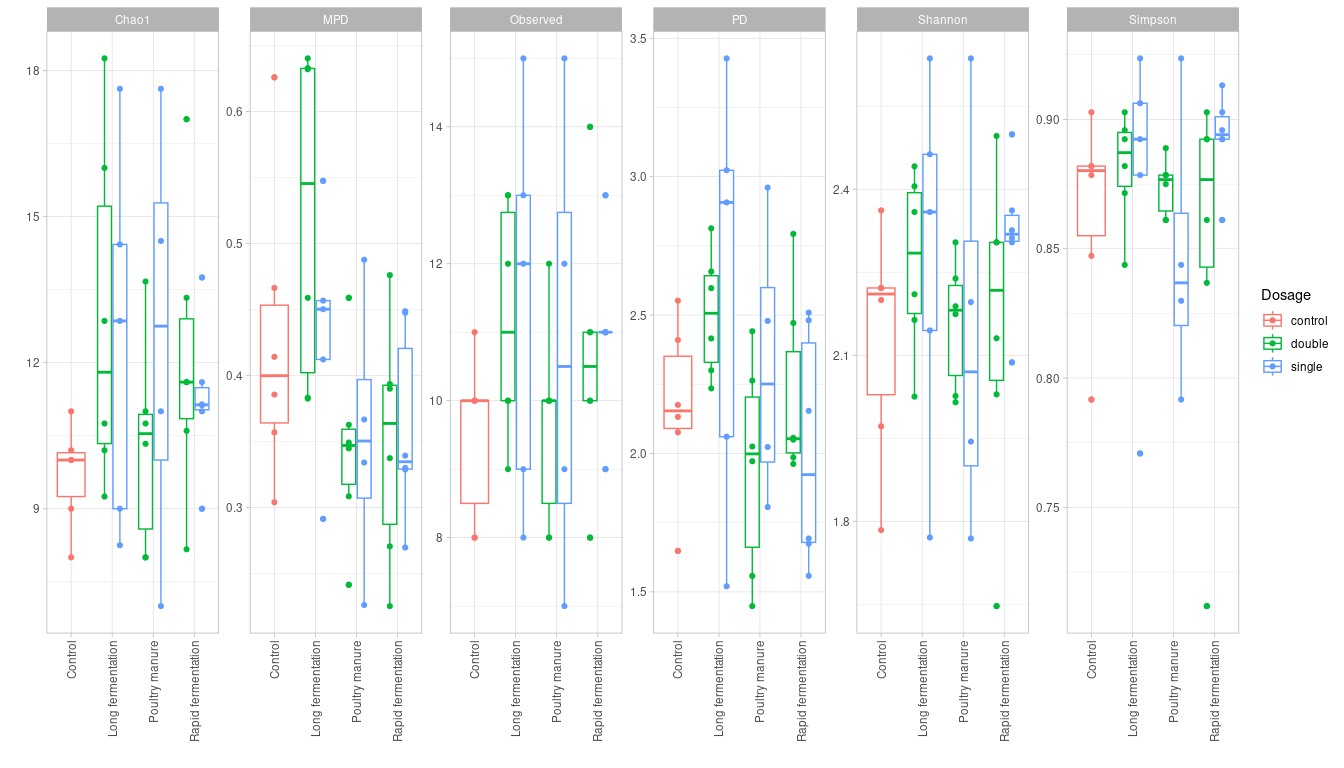 Chao1 MPD Observed PD Shannon Simpson
18
15
12
9
0.6
0.5
0.4
0.3
14
12
10
8
3.5
3.0
2.5
2.0
1.5
2.4
2.1
1.8
0.90
0.85
0.80
0.75
Control
Long fermentation
Poultry manure
Rapid fermentation
Control
Long fermentation
Poultry manure
Rapid fermentation
Control
Long fermentation
Poultry manure
Rapid fermentation
Control
Long fermentation
Poultry manure
Rapid fermentation
Control
Long fermentation
Poultry manure
Rapid fermentation
Control
Long fermentation
Poultry manure
Rapid fermentation
Dosage
control
double
single